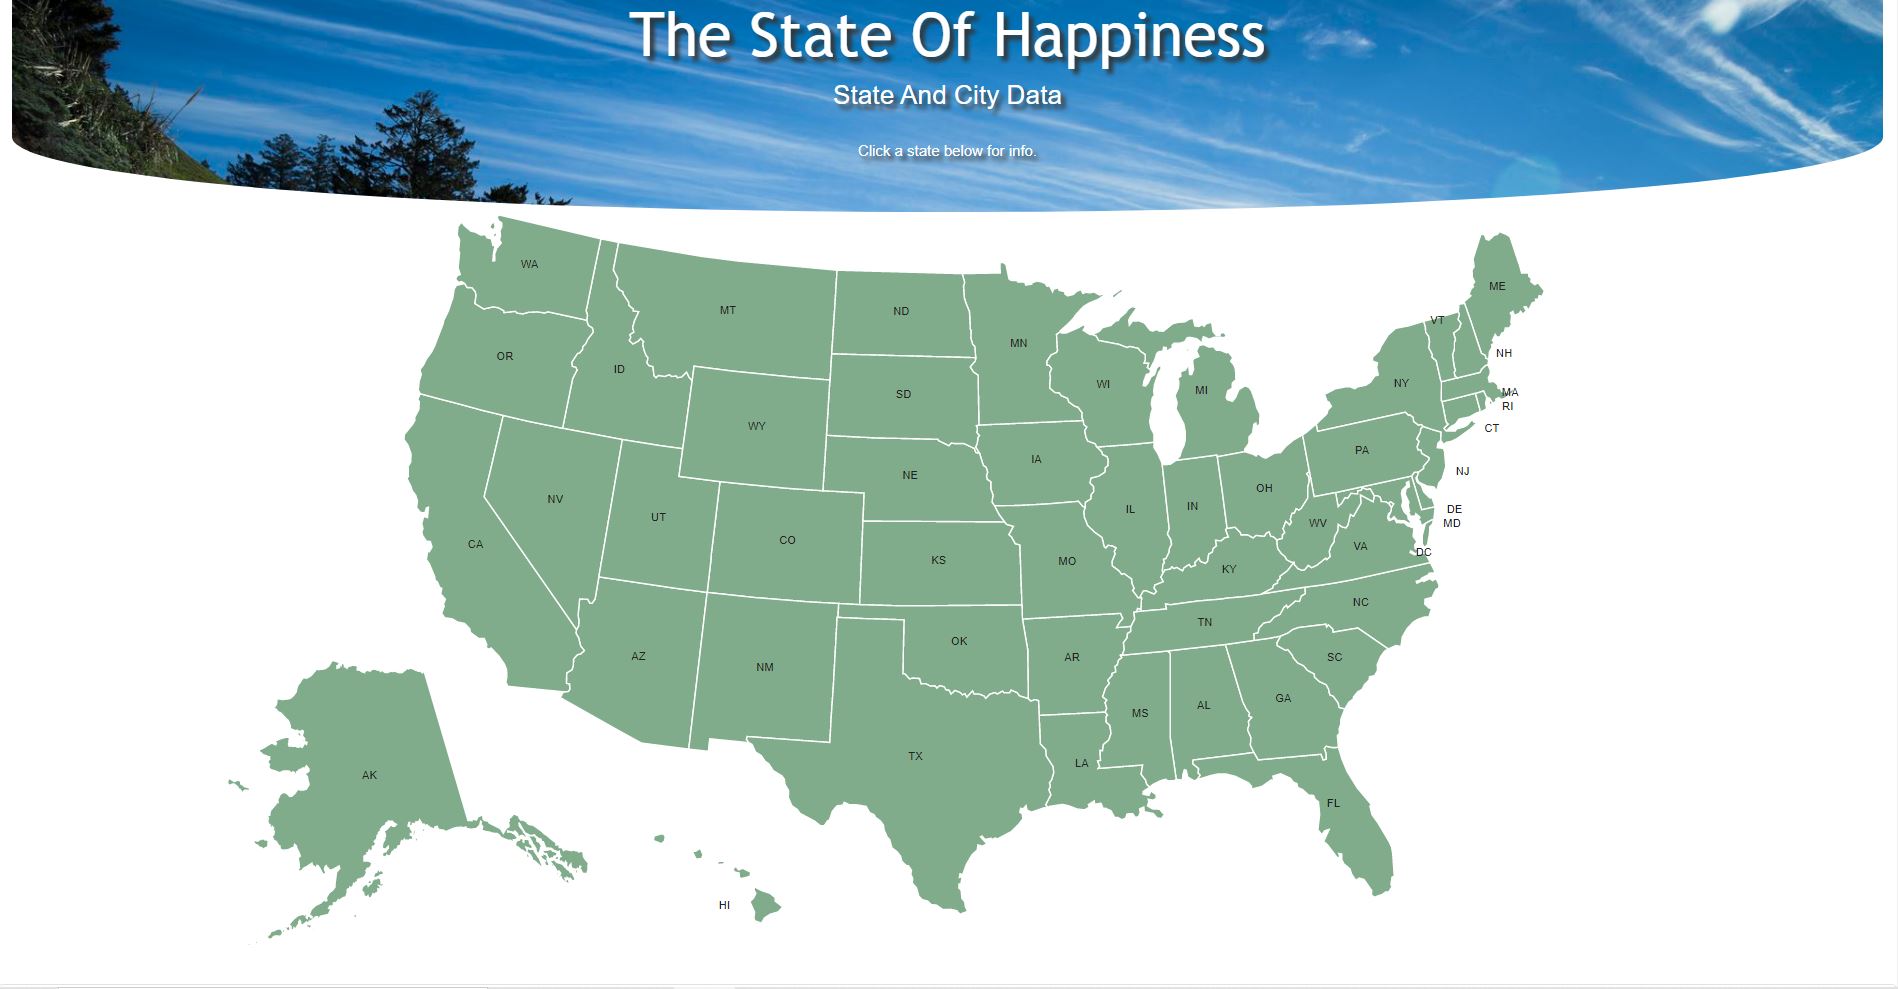 The State Of Happiness
State And City Data
Click a state below for info.
WA
ME
MT
ND
VT
MN
NH
OR
ID
WI
NY
MI
SD
MA
RI
WY
CT
PA
IA
NJ
NE
OH
NV
IN
IL
DE
UT
WV
MD
CO
CA
VA
DC
KS
MO
KY
NC
TN
OK
AZ
AR
SC
NM
GA
AL
MS
TX
LA
AK
FL
HI